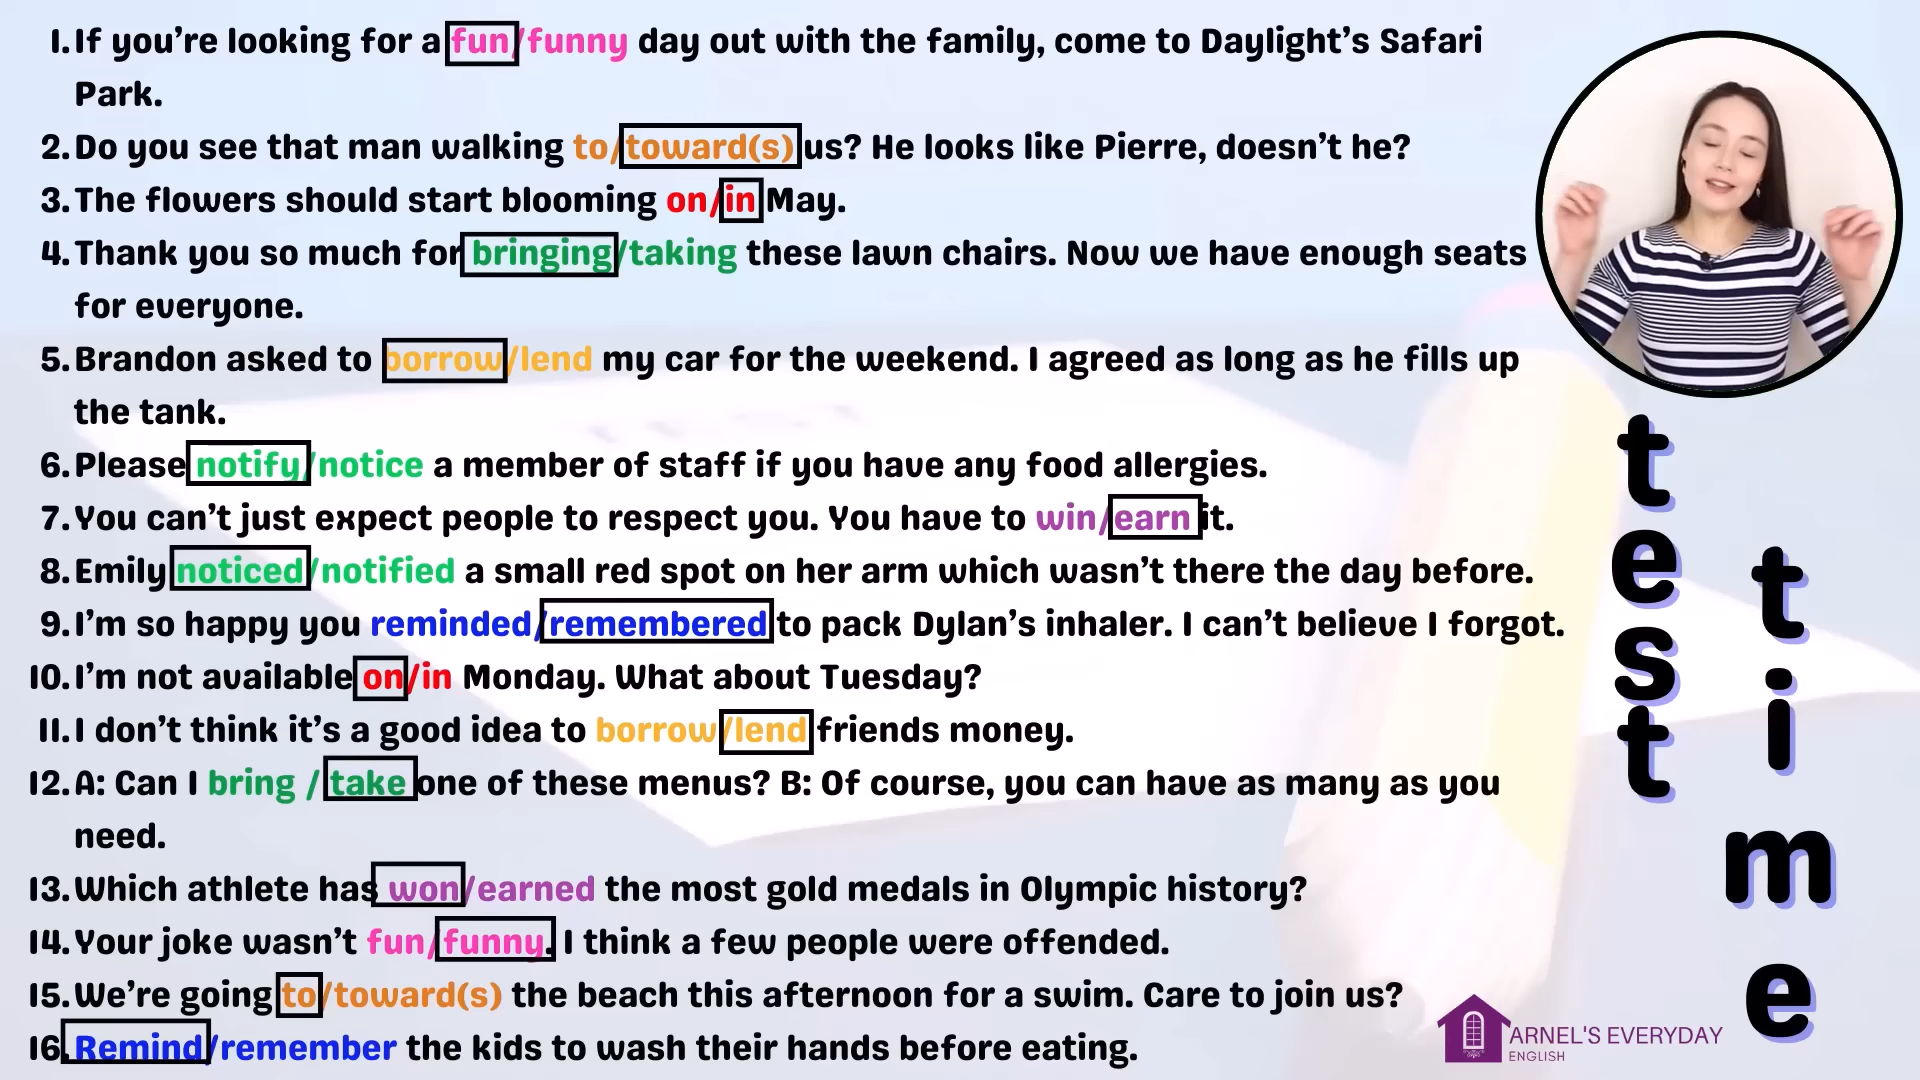 1. If you’re looking for a fun/funny day out with the family, come to Daylight’s Safari
Park.
2. Do you see that man walking to/toward(s) us? He looks like Pierre, doesn’t he?
3. The flowers should start blooming on/in May.
4. Thank you so much for bringing/taking these lawn chairs. Now we have enough seats
for everyone.
5. Brandon asked to borrow/lend my car for the weekend. I agreed as long as he fills up
the tank.
6. Please notify/notice a member of staff if you have any food allergies.
7. You can’t just expect people to respect you. You have to win/earn it.
8. Emily noticed/notified a small red spot on her arm which wasn’t there the day before.
9. I’m so happy you reminded/remembered to pack Dylan’s inhaler. I can’t believe I forgot.
10. I’m not available on/in Monday. What about Tuesday?
11. I don’t think it’s a good idea to borrow/lend friends money.
12. A: Can I bring / take one of these menus? B: Of course, you can have as many as you
need.
13. Which athlete has won/earned the most gold medals in Olympic history?
14. Your joke wasn’t fun/funny. I think a few people were offended.
15. We’re going to/toward(s) the beach this afternoon for a swim. Care to join us?
16. Remind/remember the kids to wash their hands before eating.
test
time
ARNEL'S EVERYDAY
ENGLISH